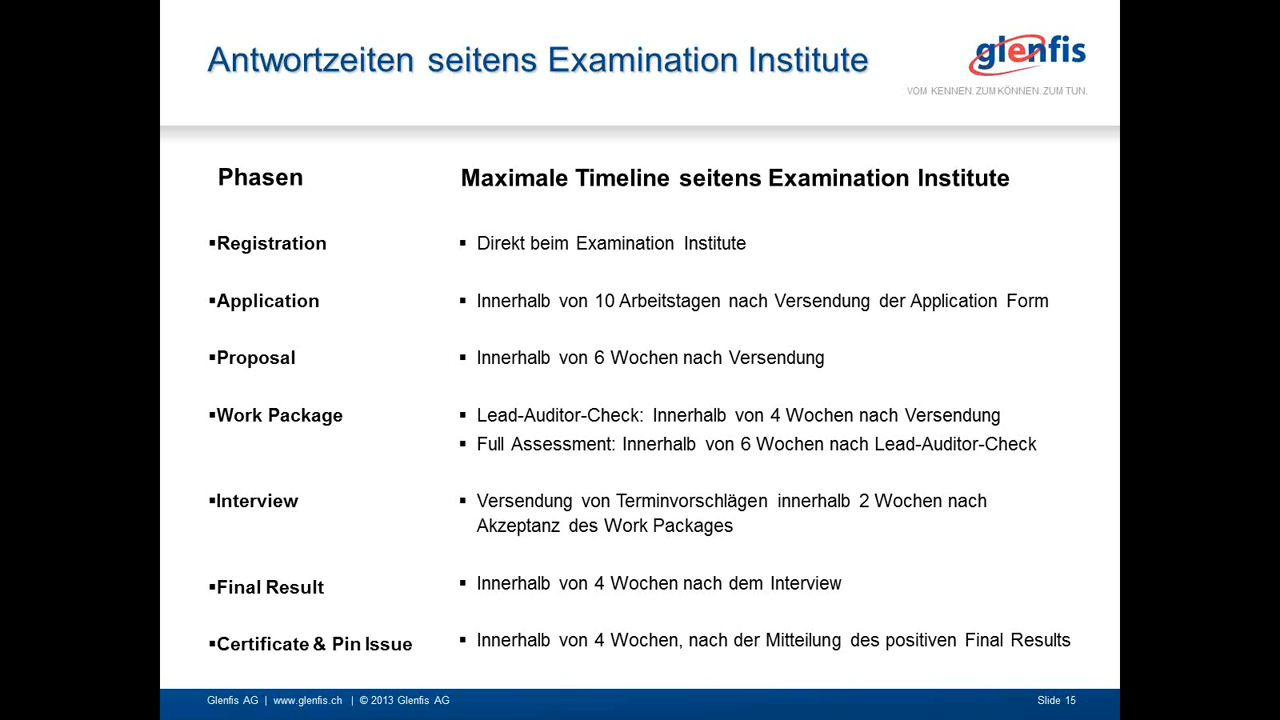 Antwortzeiten seitens Examination Institute
glenfis
VOM KENNEN. ZUM KÖNNEN. ZUM TUN.
Phasen
Maximale Timeline seitens Examination Institute
▪Registration
▪ Direkt beim Examination Institute
▪Application
▪ Innerhalb von 10 Arbeitstagen nach Versendung der Application Form
▪Proposal
▪ Innerhalb von 6 Wochen nach Versendung
▪Work Package
▪ Lead-Auditor-Check: Innerhalb von 4 Wochen nach Versendung
▪ Full Assessment: Innerhalb von 6 Wochen nach Lead-Auditor-Check
▪Interview
▪ Versendung von Terminvorschlägen innerhalb 2 Wochen nach
Akzeptanz des Work Packages
▪Final Result
▪ Innerhalb von 4 Wochen nach dem Interview
▪Certificate & Pin Issue
▪ Innerhalb von 4 Wochen, nach der Mitteilung des positiven Final Results
Glenfis AG | www.glenfis.ch | © 2013 Glenfis AG
Slide 15